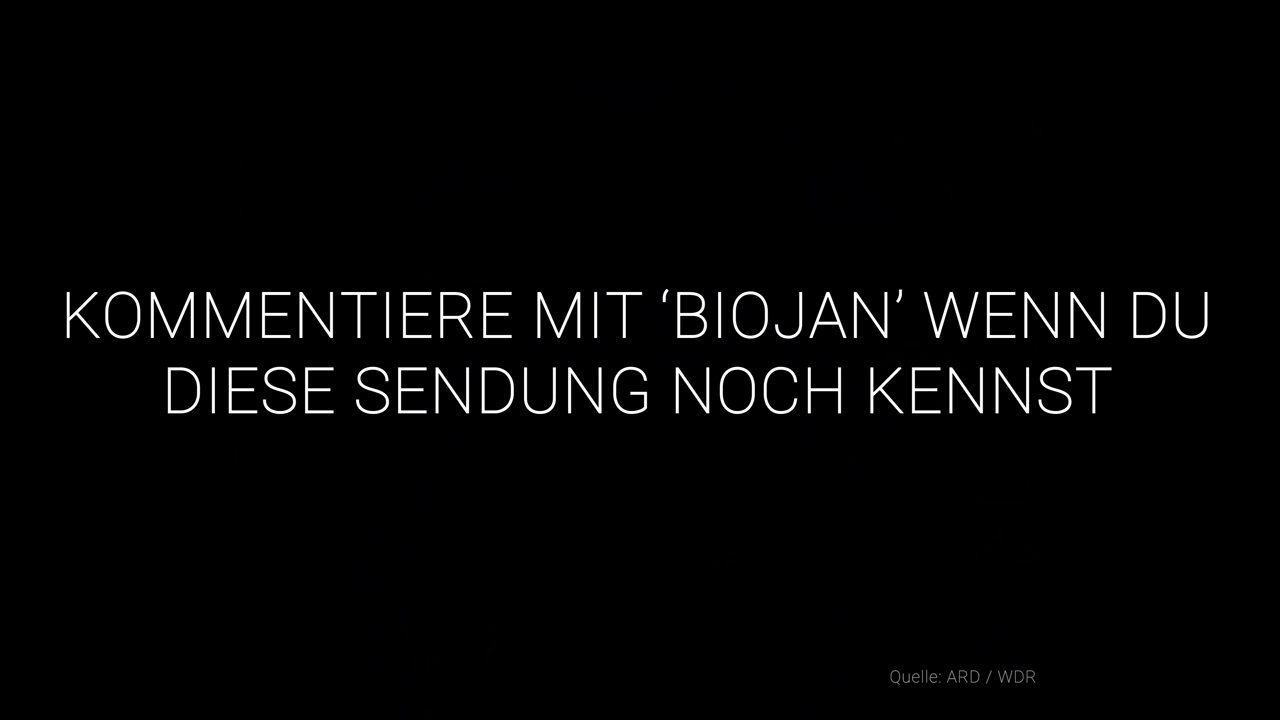 KOMMENTIERE MIT ‘BIOJAN’ WENN DU
DIESE SENDUNG NOCH KENNST
Quelle: ARD / WDR